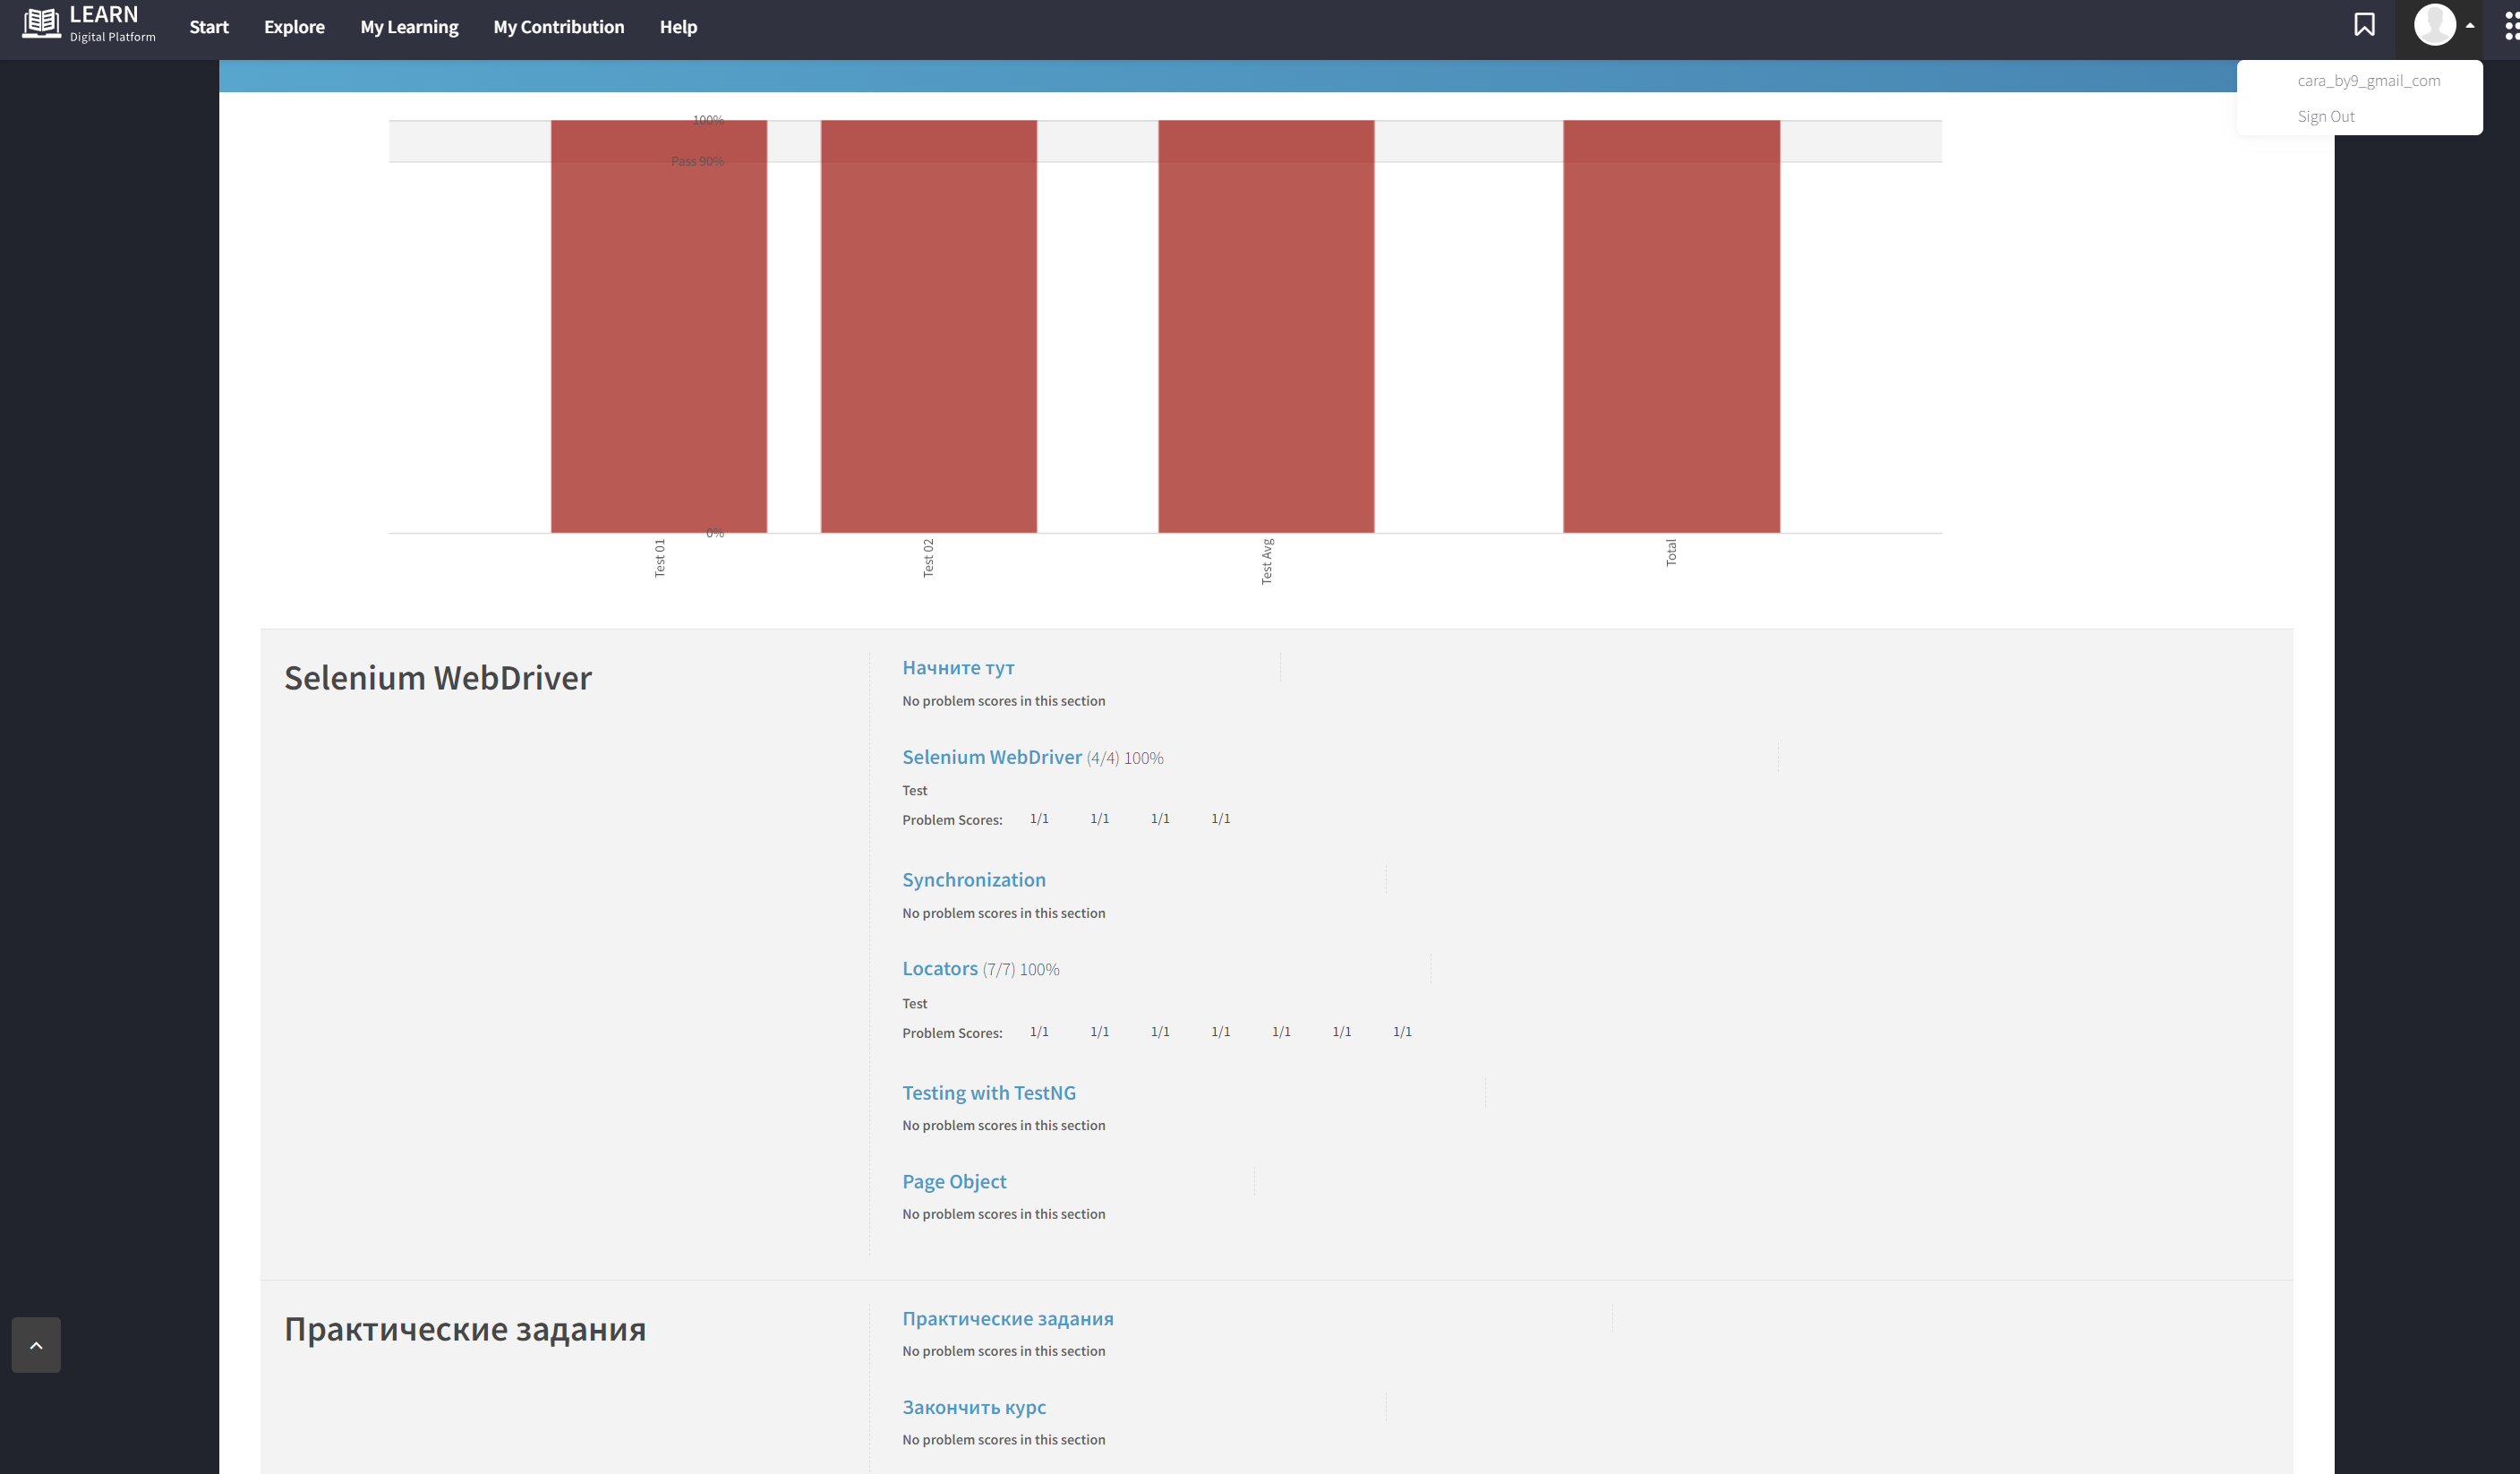 LEARN
Digital Platform
Start Explore My Learning My Contribution Help
cara_by9_gmail_com
Sign Out
100%
Pass 90%
0%
Test 01
Test 02
Test Avg
Total
Selenium WebDriver
Начните тут
No problem scores in this section
Selenium WebDriver (4/4) 100%
Test
Problem Scores: 1/1 1/1 1/1 1/1
Synchronization
No problem scores in this section
Locators (7/7) 100%
Test
Problem Scores: 1/1 1/1 1/1 1/1 1/1 1/1 1/1
Testing with TestNG
No problem scores in this section
Page Object
No problem scores in this section
Практические задания
Практические задания
No problem scores in this section
Закончить курс
No problem scores in this section